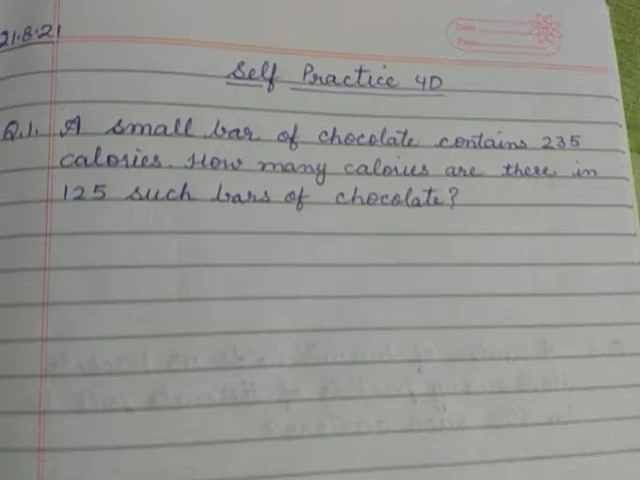 21.8.21
Self Practice 4D
Q.1. A small bar of chocolate contains 235
calories. How many calories are there in
125 such bars of chocolate?